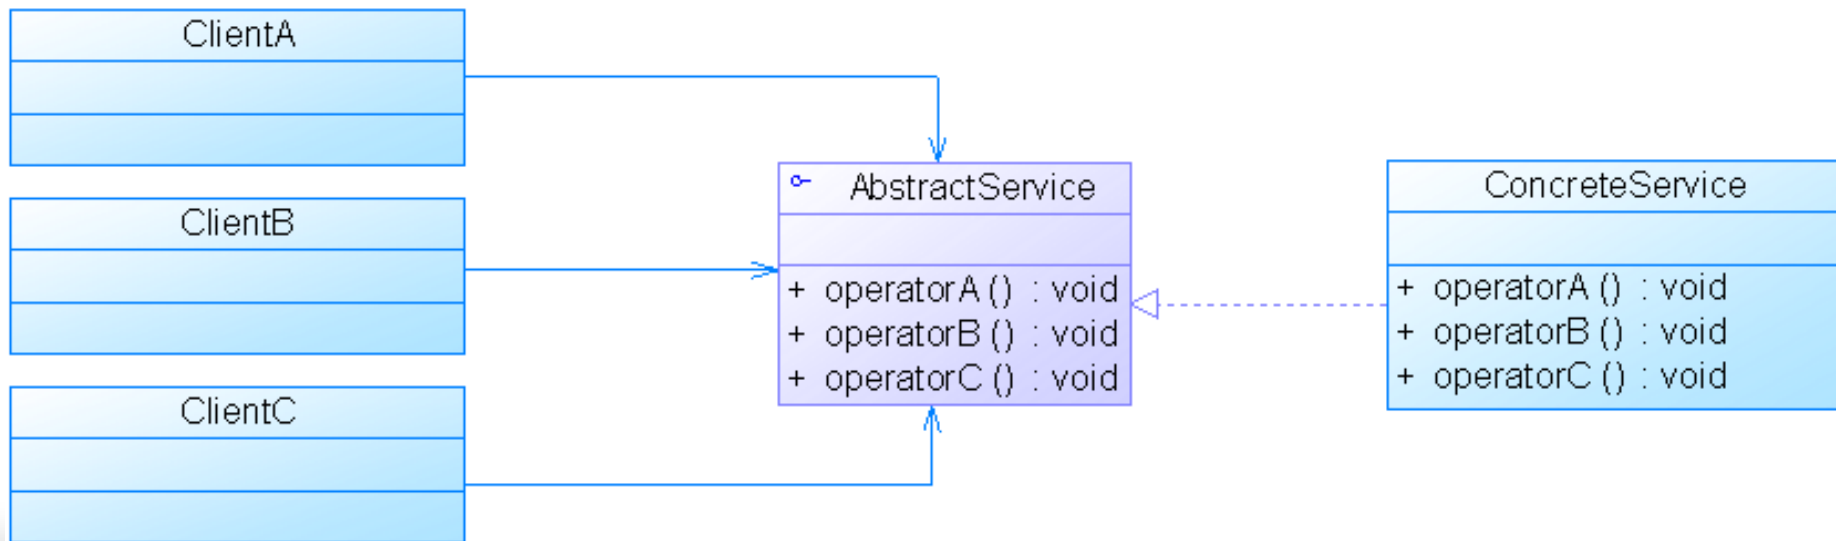 ClientA
ClientB
ClientC
AbstractService
+ operatorA () : void
+ operatorB () : void
+ operatorC () : void
ConcreteService
+ operatorA () : void
+ operatorB () : void
+ operatorC () : void